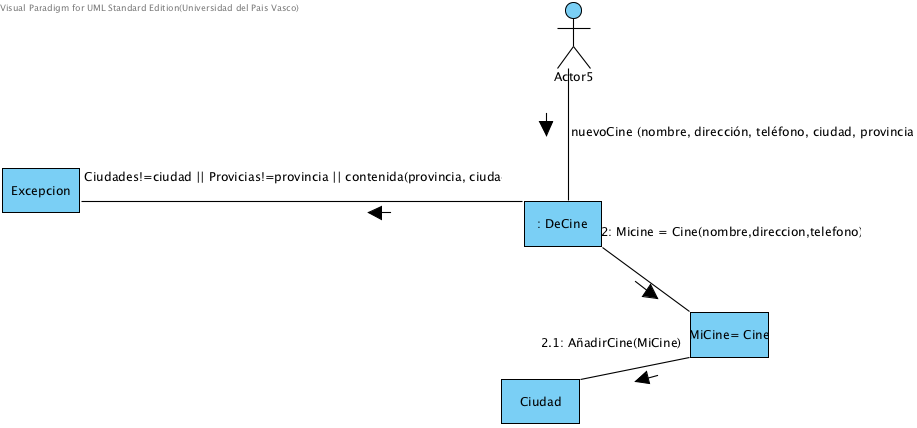 Visual Paradigm for UML Standard Edition(Universidad del Pais Vasco)
Actor5
nuevoCine (nombre, dirección, teléfono, ciudad, provincia
Ciudades!=ciudad || Provicias!=provincia || contenida(provincia, ciuda
Excepcion
: DeCine
2: Micine = Cine(nombre,direccion,telefono)
MiCine= Cine
2.1: AñadirCine(MiCine)
Ciudad